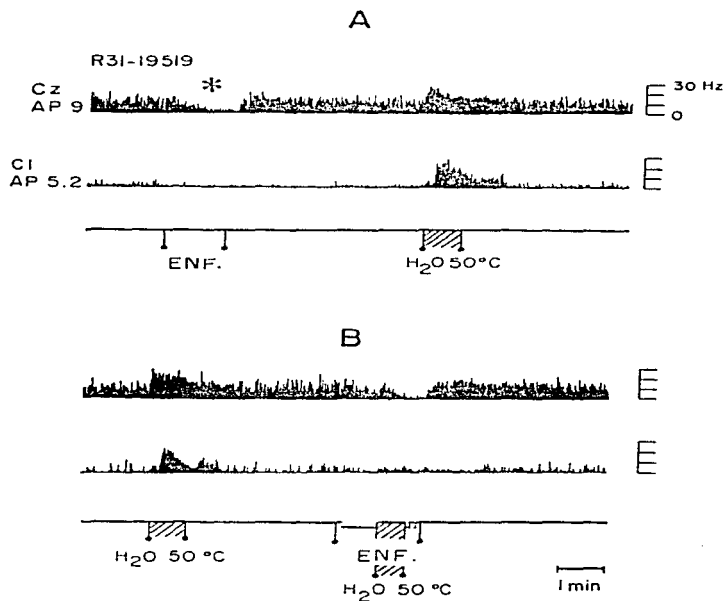 A
R31-19519
*
Cz
AP 9
30 Hz
0
Cl
AP 5.2
ENF.
H2O 50°C
B
H2O 50 °C
ENF.
H2O 50 °C
1 min